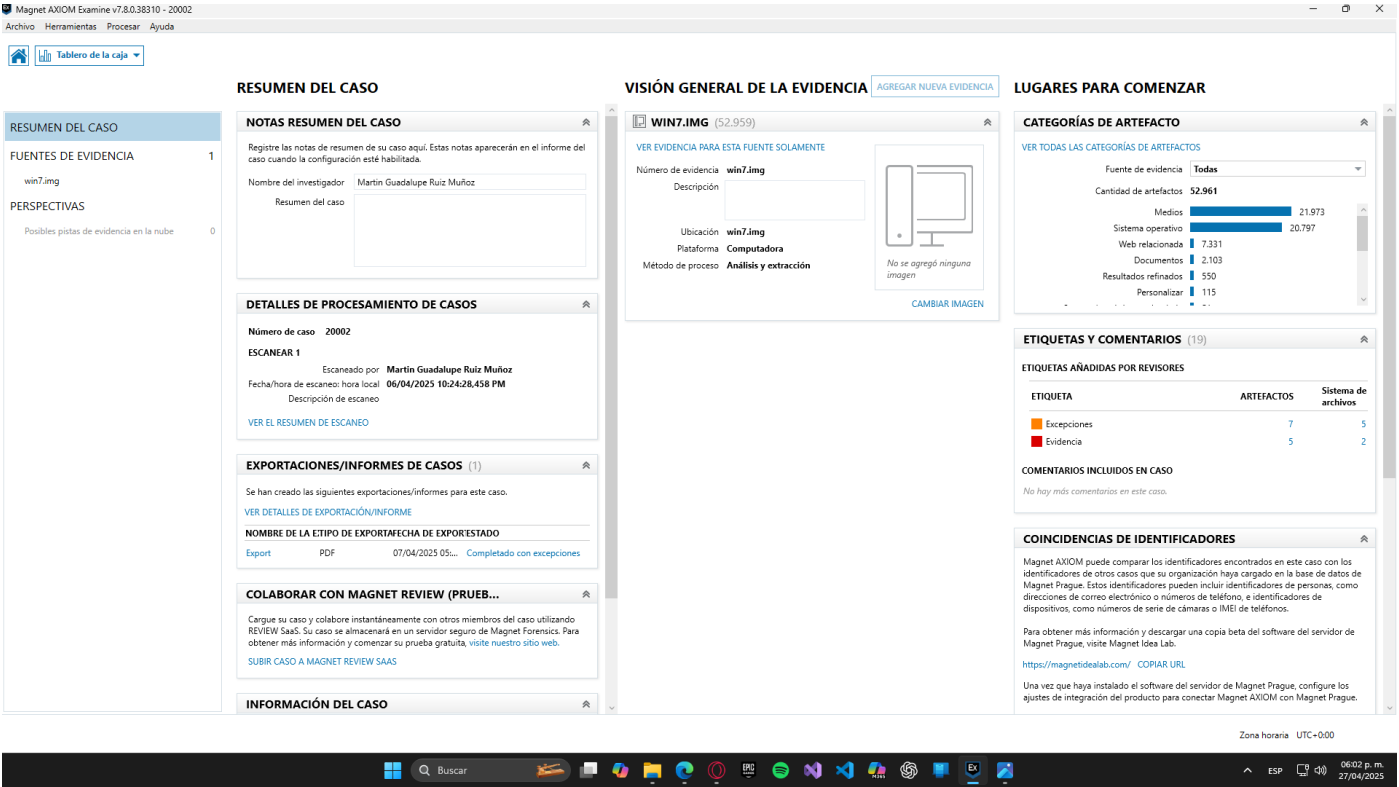 Magnet AXIOM Examine v7.8.0.38310 - 20002
Archivo Herramientas Procesar Ayuda
Tablero de la caja
RESUMEN DEL CASO
FUENTES DE EVIDENCIA 1
win7.img
PERSPECTIVAS
Posibles pistas de evidencia en la nube 0
RESUMEN DEL CASO
NOTAS RESUMEN DEL CASO
Registre las notas de resumen de su caso aquí. Estas notas aparecerán en el informe del
caso cuando la configuración esté habilitada.
Nombre del investigador Martin Guadalupe Ruiz Muñoz
Resumen del caso
DETALLES DE PROCESAMIENTO DE CASOS
Número de caso 20002
ESCANEAR 1
Escaneado por Martin Guadalupe Ruiz Muñoz
Fecha/hora de escaneo: hora local 06/04/2025 10:24:28,458 PM
Descripción de escaneo
VER EL RESUMEN DE ESCANEO
EXPORTACIONES/INFORMES DE CASOS (1)
Se han creado las siguientes exportaciones/informes para este caso.
VER DETALLES DE EXPORTACIÓN/INFORME
NOMBRE DE LA E TIPO DE EXPORTA FECHA DE EXPOR ESTADO
Export PDF 07/04/2025 05:... Completado con excepciones
COLABORAR CON MAGNET REVIEW (PRUEB...
Cargue su caso y colabore instantáneamente con otros miembros del caso utilizando
REVIEW SaaS. Su caso se almacenará en un servidor seguro de Magnet Forensics. Para
obtener más información y comenzar su prueba gratuita, visite nuestro sitio web.
SUBIR CASO A MAGNET REVIEW SAAS
INFORMACIÓN DEL CASO
VISIÓN GENERAL DE LA EVIDENCIA AGREGAR NUEVA EVIDENCIA
WIN7.IMG (52.959)
VER EVIDENCIA PARA ESTA FUENTE SOLAMENTE
Número de evidencia win7.img
Descripción
Ubicación win7.img
Plataforma Computadora
Método de proceso Análisis y extracción
No se agregó ninguna
imagen
CAMBIAR IMAGEN
LUGARES PARA COMENZAR
CATEGORÍAS DE ARTEFACTO
VER TODAS LAS CATEGORÍAS DE ARTEFACTOS
Fuente de evidencia Todas
Cantidad de artefactos 52.961
Medios 21.973
Sistema operativo 20.797
Web relacionada 7.331
Documentos 2.103
Resultados refinados 550
Personalizar 115
ETIQUETAS Y COMENTARIOS (19)
ETIQUETAS AÑADIDAS POR REVISORES
ETIQUETA ARTEFACTOS Sistema de
archivos
Excepciones 7 5
Evidencia 5 2
COMENTARIOS INCLUIDOS EN CASO
No hay más comentarios en este caso.
COINCIDENCIAS DE IDENTIFICADORES
Magnet AXIOM puede comparar los identificadores encontrados en este caso con los
identificadores de otros casos que su organización haya cargado en la base de datos de
Magnet Prague. Estos identificadores pueden incluir identificadores de personas, como
direcciones de correo electrónico o números de teléfono, e identificadores de
dispositivos, como números de serie de cámaras o IMEI de teléfonos.
Para obtener más información y descargar una copia beta del software del servidor de
Magnet Prague, visite Magnet Idea Lab.
https://magnetidealab.com/ COPIAR URL
Una vez que haya instalado el software del servidor de Magnet Prague, configure los
ajustes de integración del producto para conectar Magnet AXIOM con Magnet Prague.
Zona horaria UTC+0:00
Buscar
EPIC
M365
EX
ESP
06:02 p. m.
27/04/2025